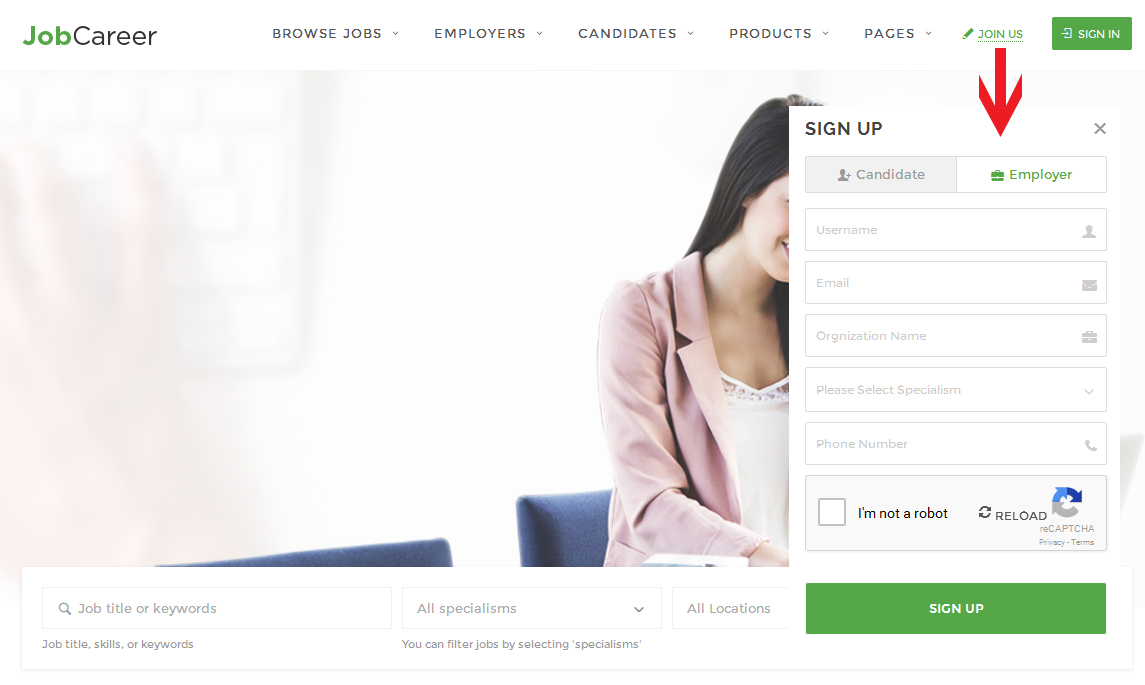 JobCareer
BROWSE JOBS
EMPLOYERS
CANDIDATES
PRODUCTS
PAGES
JOIN US
SIGN IN
SIGN UP
Candidate
Employer
Username
Email
Orgnization Name
Please Select Specialism
Phone Number
I'm not a robot
RELOAD
reCAPTCHA
Privacy - Terms
SIGN UP
Job title or keywords
All specialisms
All Locations
Job title, skills, or keywords
You can filter jobs by selecting 'specialisms'